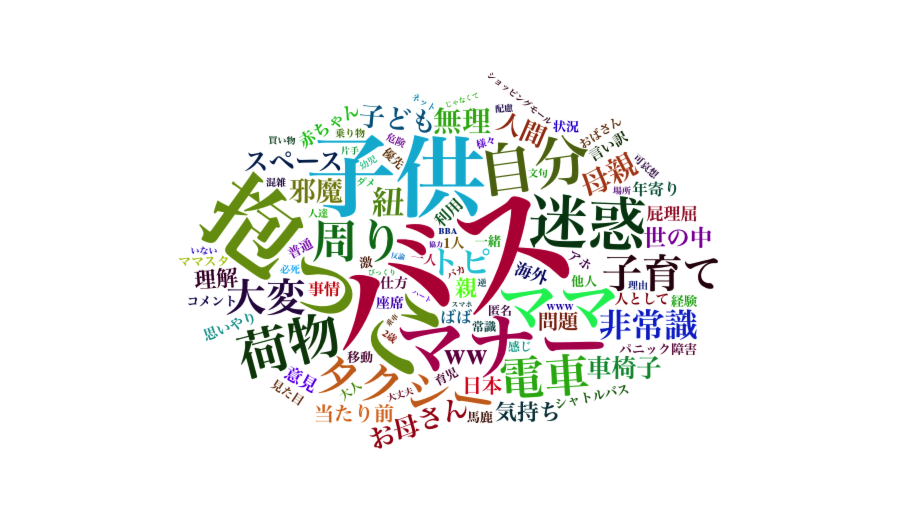 ショッピングモール
ネット
じゃなくて
配慮
子ども
無理
人間
状況
おばさん
赤ちゃん
買い物
乗り物
危険
様々
言い訳
片手
優先
幼児
文句
可哀想
スペース
子供
自分
母親
年寄り
混雑
邪魔
ダメ
紐
場所
抱っこ
人達
利用
迷惑
屁理屈
周り
BBA
世の中
普通
協力
1人
一緒
アホ
いない
バス
反論
ママスタ
必死
激
一人
トピ
子育て
理解
びっくり
仕方
バカ
親
逆
海外
他人
理由
大変
事情
コメント
座席
ハート
スマホ
匿名
ママ
人として
経験
思いやり
荷物
マナー
ばば
常識
www
問題
非常識
2歳
ww
感じ
パニック障害
移動
意見
タクシー
育児
日本
電車
車椅子
見た目
大人
大丈夫
シャトルバス
当たり前
お母さん
馬鹿
気持ち